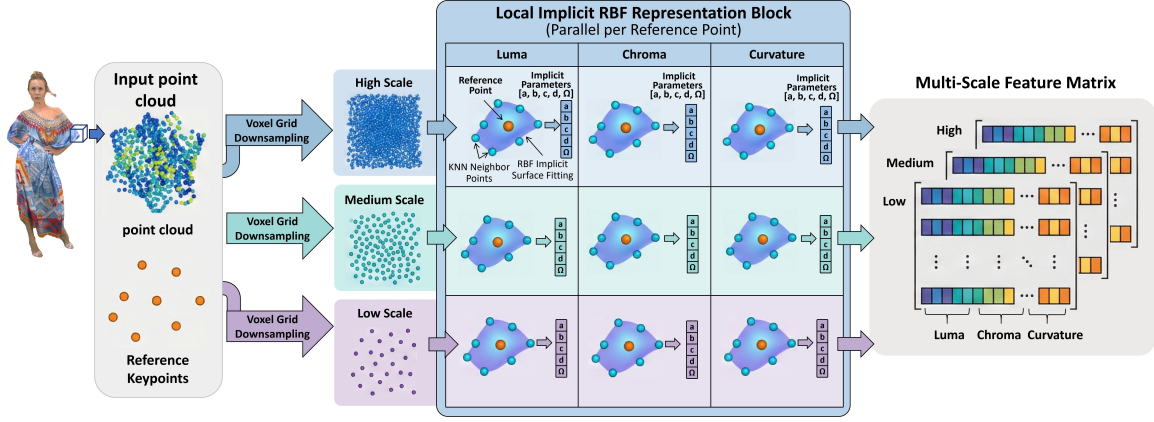 Local Implicit RBF Representation Block
(Parallel per Reference Point)
Luma
Chroma
Curvature
Input point
cloud
point cloud
Reference
Keypoints
Voxel Grid
Downsampling
Voxel Grid
Downsampling
Voxel Grid
Downsampling
High Scale
Medium Scale
Low Scale
Reference
Point
Implicit
Parameters
[a, b, c, d, Ω]
a
b
c
d
Ω
KNN Neighbor
Points
RBF Implicit
Surface Fitting
Implicit
Parameters
[a, b, c, d, Ω]
a
b
c
d
Ω
Implicit
Parameters
[a, b, c, d, Ω]
a
b
c
d
Ω
a
b
c
d
Ω
a
b
c
d
Ω
a
b
c
d
Ω
a
b
c
d
Ω
a
b
c
d
Ω
a
b
c
d
Ω
Multi-Scale Feature Matrix
High
Medium
Low
Luma
Chroma
Curvature